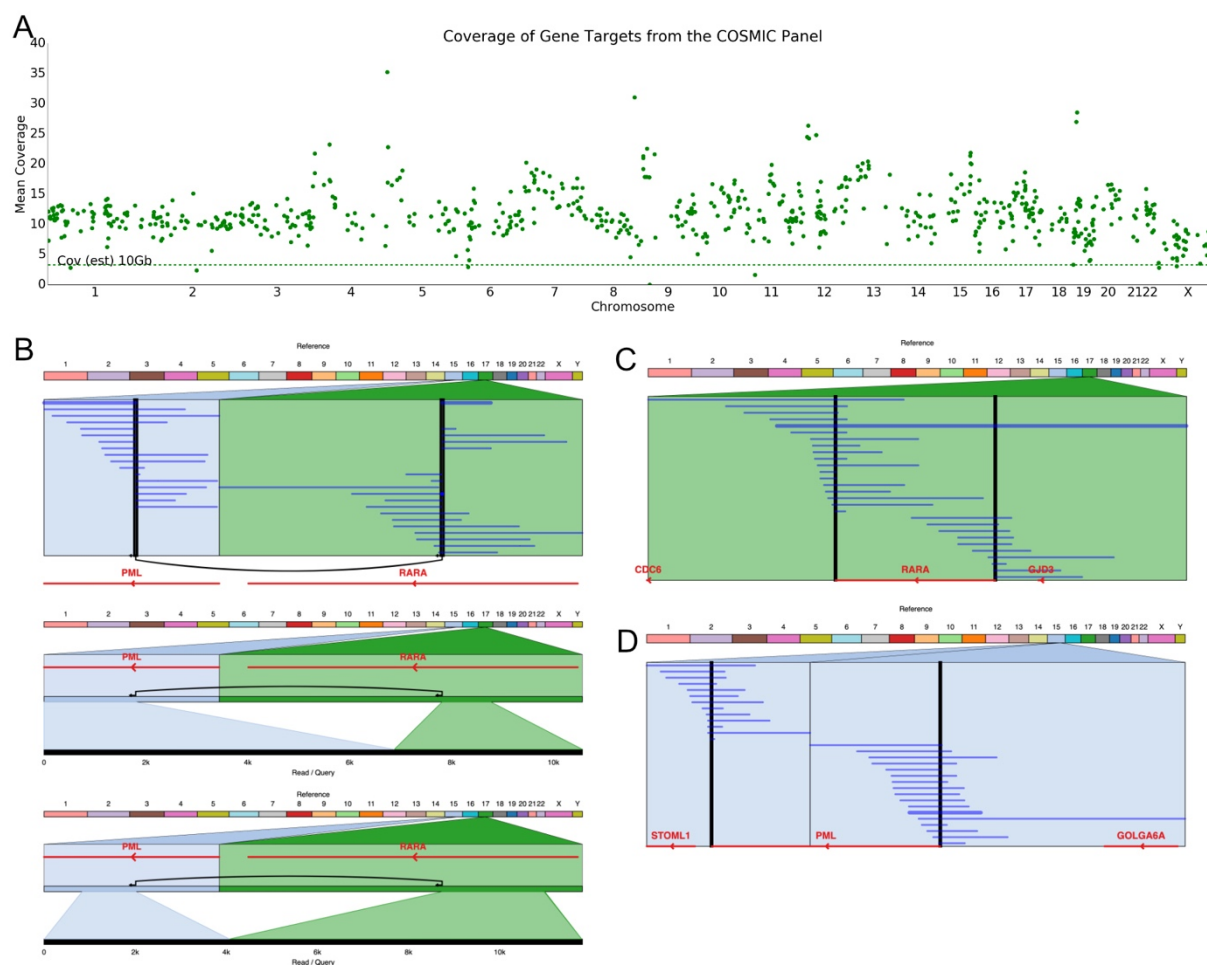 A
Coverage of Gene Targets from the COSMIC Panel
40
35
30
25
20
15
10
5
0
Mean Coverage
Cov (est) 10Gb
1 2 3 4 5 6 7 8 9 10 11 12 13 14 15 16 17 18 19 20 2122 X
Chromosome
B
Reference
1 2 3 4 5 6 7 8 9 10 11 12 13 14 15 16 17 18 19 20 21 22 X Y
PML RARA
Reference
1 2 3 4 5 6 7 8 9 10 11 12 13 14 15 16 17 18 19 20 21 22 X Y
PML RARA
0 2k 4k 6k 8k 10k
Read / Query
Reference
1 2 3 4 5 6 7 8 9 10 11 12 13 14 15 16 17 18 19 20 21 22 X Y
PML RARA
0 2k 4k 6k 8k 10k
Read / Query
C
Reference
1 2 3 4 5 6 7 8 9 10 11 12 13 14 15 16 17 18 19 20 21 22 X Y
CDC6 RARA GJD3
D
Reference
1 2 3 4 5 6 7 8 9 10 11 12 13 14 15 16 17 18 19 20 21 22 X Y
STOML1 PML GOLGA6A